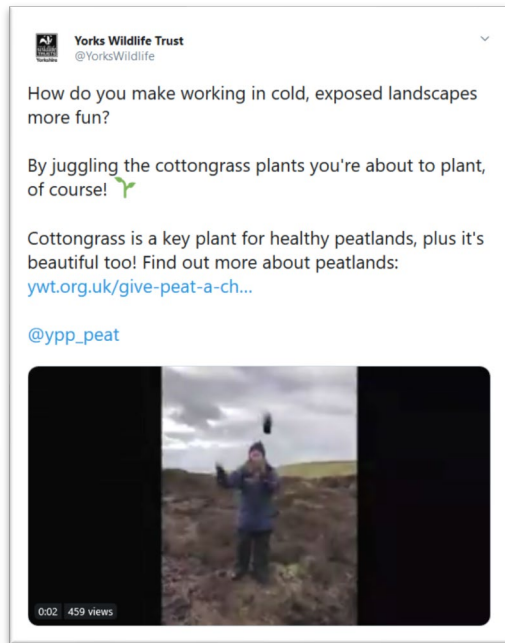 Yorks Wildlife Trust
@YorksWildlife
How do you make working in cold, exposed landscapes
more fun?
By juggling the cottongrass plants you're about to plant,
of course!
Cottongrass is a key plant for healthy peatlands, plus it's
beautiful too! Find out more about peatlands:
ywt.org.uk/give-peat-a-ch...
@ypp_peat
0:02 459 views